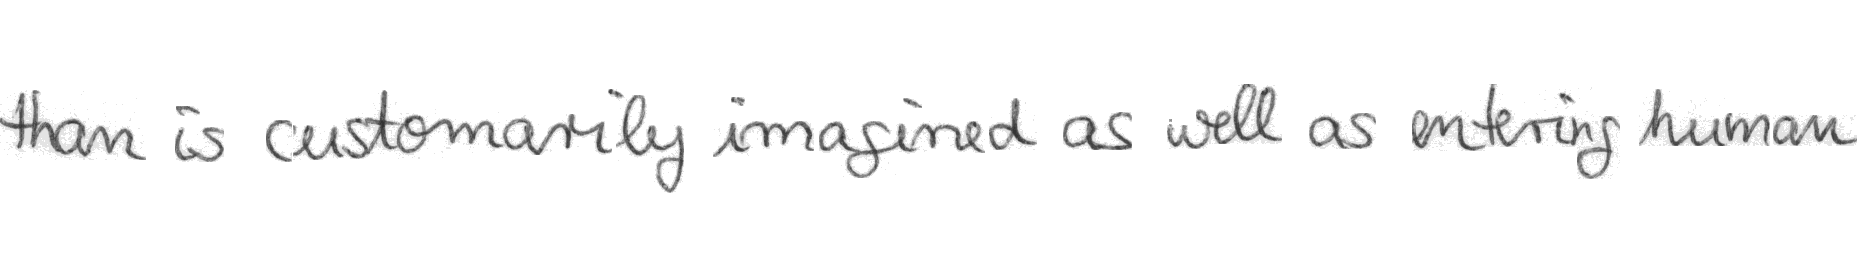 than is customarily imagined as well as entering human